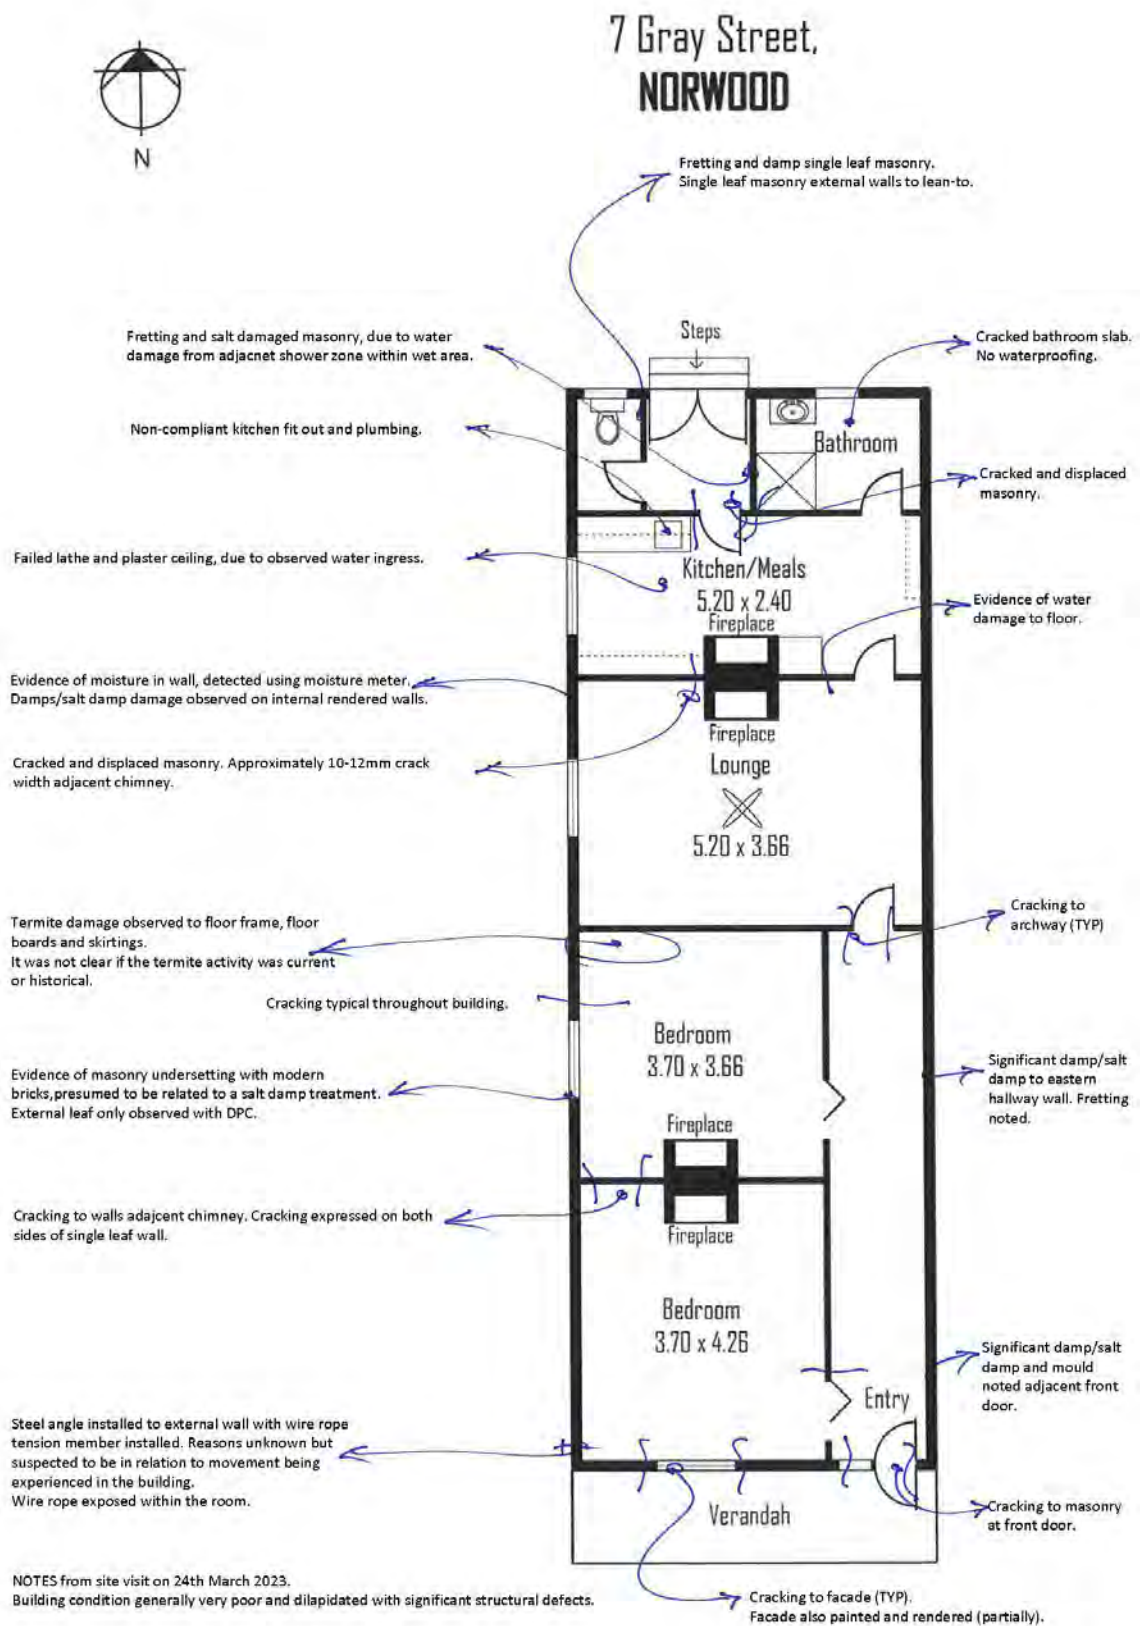 7 Gray Street,
NORWOOD
N
Fretting and damp single leaf masonry.
Single leaf masonry external walls to lean-to.
Steps
Fretting and salt damaged masonry, due to water
damage from adjacnet shower zone within wet area.
Cracked bathroom slab.
No waterproofing.
Non-compliant kitchen fit out and plumbing.
Bathroom
Cracked and displaced
masonry.
Failed lathe and plaster ceiling, due to observed water ingress.
Kitchen/Meals
5.20 x 2.40
Fireplace
Evidence of water
damage to floor.
Evidence of moisture in wall, detected using moisture meter.
Damps/salt damp damage observed on internal rendered walls.
Fireplace
Lounge
5.20 x 3.66
Cracked and displaced masonry. Approximately 10-12mm crack
width adjacent chimney.
Cracking to
archway (TYP)
Termite damage observed to floor frame, floor
boards and skirtings.
It was not clear if the termite activity was current
or historical.
Cracking typical throughout building.
Bedroom
3.70 x 3.66
Significant damp/salt
damp to eastern
hallway wall. Fretting
noted.
Evidence of masonry undersetting with modern
bricks,presumed to be related to a salt damp treatment.
External leaf only observed with DPC.
Fireplace
Cracking to walls adajcent chimney. Cracking expressed on both
sides of single leaf wall.
Fireplace
Bedroom
3.70 x 4.26
Significant damp/salt
damp and mould
noted adjacent front
door.
Entry
Steel angle installed to external wall with wire rope
tension member installed. Reasons unknown but
suspected to be in relation to movement being
experienced in the building.
Wire rope exposed within the room.
Verandah
Cracking to masonry
at front door.
NOTES from site visit on 24th March 2023.
Building condition generally very poor and dilapidated with significant structural defects.
Cracking to facade (TYP).
Facade also painted and rendered (partially).